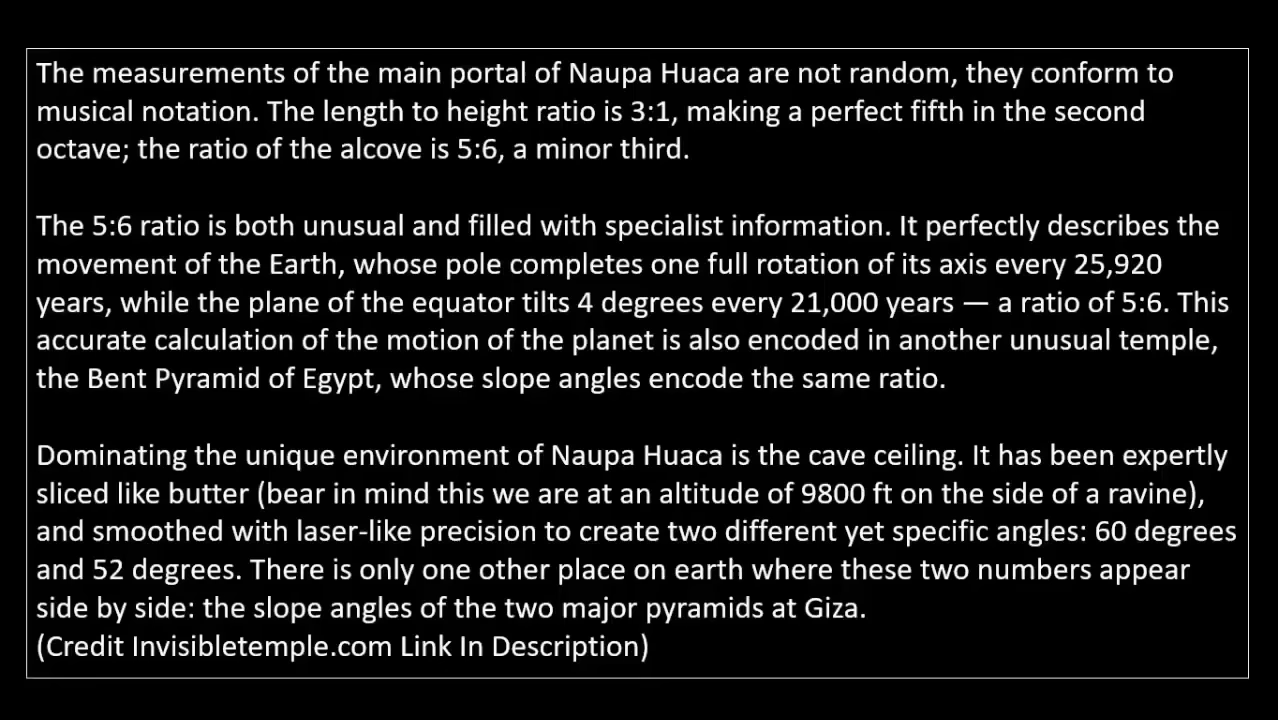 The measurements of the main portal of Naupa Huaca are not random, they conform to
musical notation. The length to height ratio is 3:1, making a perfect fifth in the second
octave; the ratio of the alcove is 5:6, a minor third.
The 5:6 ratio is both unusual and filled with specialist information. It perfectly describes the
movement of the Earth, whose pole completes one full rotation of its axis every 25,920
years, while the plane of the equator tilts 4 degrees every 21,000 years — a ratio of 5:6. This
accurate calculation of the motion of the planet is also encoded in another unusual temple,
the Bent Pyramid of Egypt, whose slope angles encode the same ratio.
Dominating the unique environment of Naupa Huaca is the cave ceiling. It has been expertly
sliced like butter (bear in mind this we are at an altitude of 9800 ft on the side of a ravine),
and smoothed with laser-like precision to create two different yet specific angles: 60 degrees
and 52 degrees. There is only one other place on earth where these two numbers appear
side by side: the slope angles of the two major pyramids at Giza.
(Credit Invisibletemple.com Link In Description)